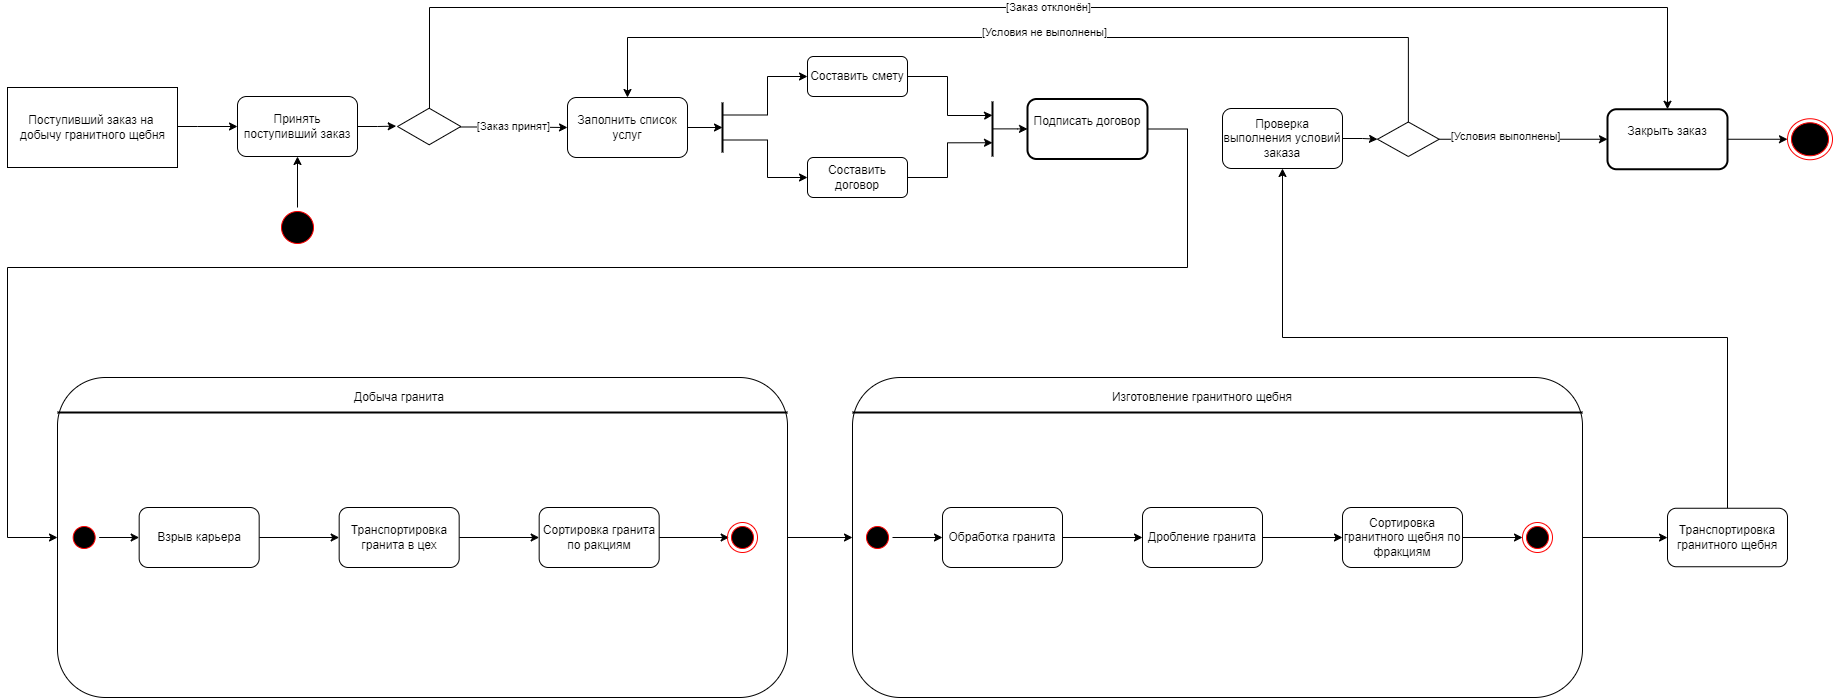 [Заказ отклонён]
[Условия не выполнены]
Поступивший заказ на
добычу гранитного щебня
Принять
поступивший заказ
[Заказ принят]
Заполнить список
услуг
Составить смету
Составить
договор
Подписать договор
Проверка
выполнения условий
заказа
[Условия выполнены]
Закрыть заказ
Добыча гранита
Взрыв карьера
Транспортировка
гранита в цех
Сортировка гранита
по ракциям
Изготовление гранитного щебня
Обработка гранита
Дробление гранита
Сортировка
гранитного щебня по
фракциям
Транспортировка
гранитного щебня